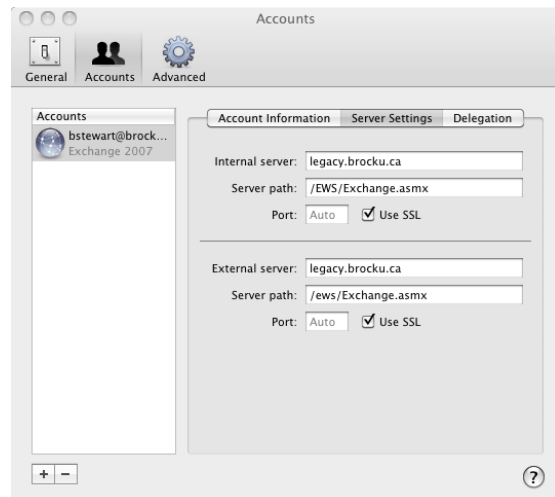 Accounts
General Accounts Advanced
Accounts
bstewart@brock...
Exchange 2007
Account Information Server Settings Delegation
Internal server: legacy.brocku.ca
Server path: /EWS/Exchange.asmx
Port: Auto Use SSL
External server: legacy.brocku.ca
Server path: /ews/Exchange.asmx
Port: Auto Use SSL
+ − ?